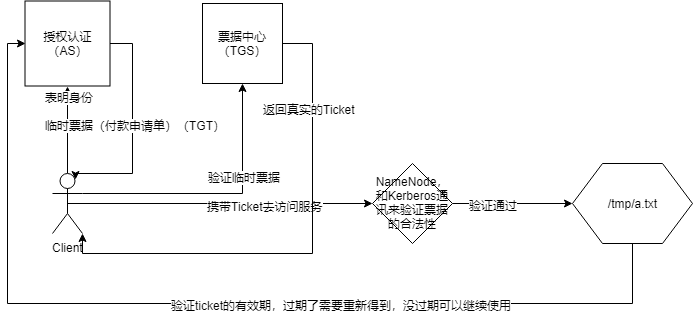 授权认证
（AS）
票据中心
（TGS）
表明身份
返回真实的Ticket
临时票据（付款申请单）（TGT）
验证临时票据
NameNode,
和Kerberos通
讯来验证票据
的合法性
携带Ticket去访问服务
验证通过
/tmp/a.txt
Client
验证ticket的有效期，过期了需要重新得到，没过期可以继续使用